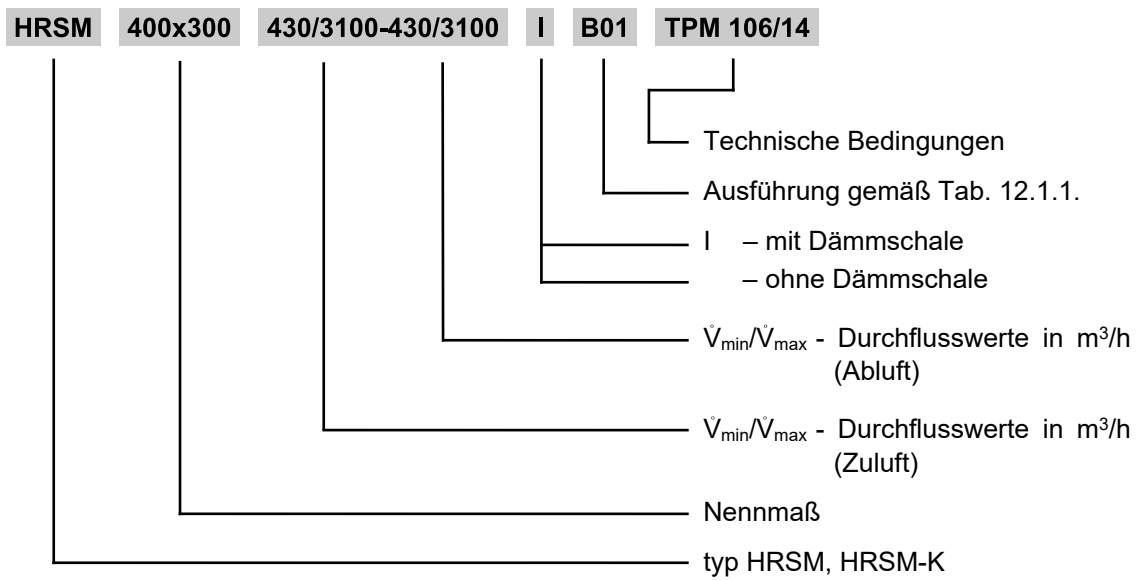 HRSM 400x300 430/3100-430/3100 I B01 TPM 106/14
Technische Bedingungen
Ausführung gemäß Tab. 12.1.1.
I – mit Dämmschale
– ohne Dämmschale
V̊min/V̊max - Durchflusswerte in m³/h
(Abluft)
V̊min/V̊max - Durchflusswerte in m³/h
(Zuluft)
Nennmaß
typ HRSM, HRSM-K